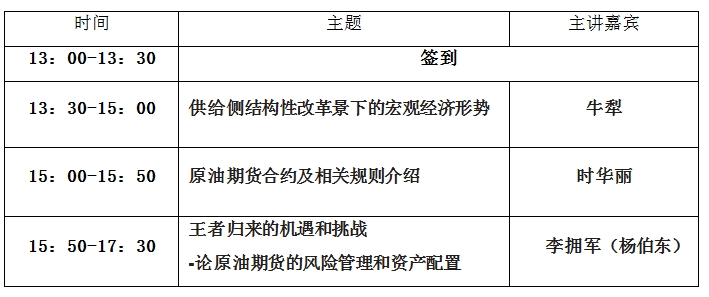 时间 主题 主讲嘉宾
13：00-13：30 签到
13：30-15：00 供给侧结构性改革景下的宏观经济形势 牛犁
15：00-15：50 原油期货合约及相关规则介绍 时华丽
王者归来的机遇和挑战
15：50-17：30 李拥军（杨伯东）
-论原油期货的风险管理和资产配置